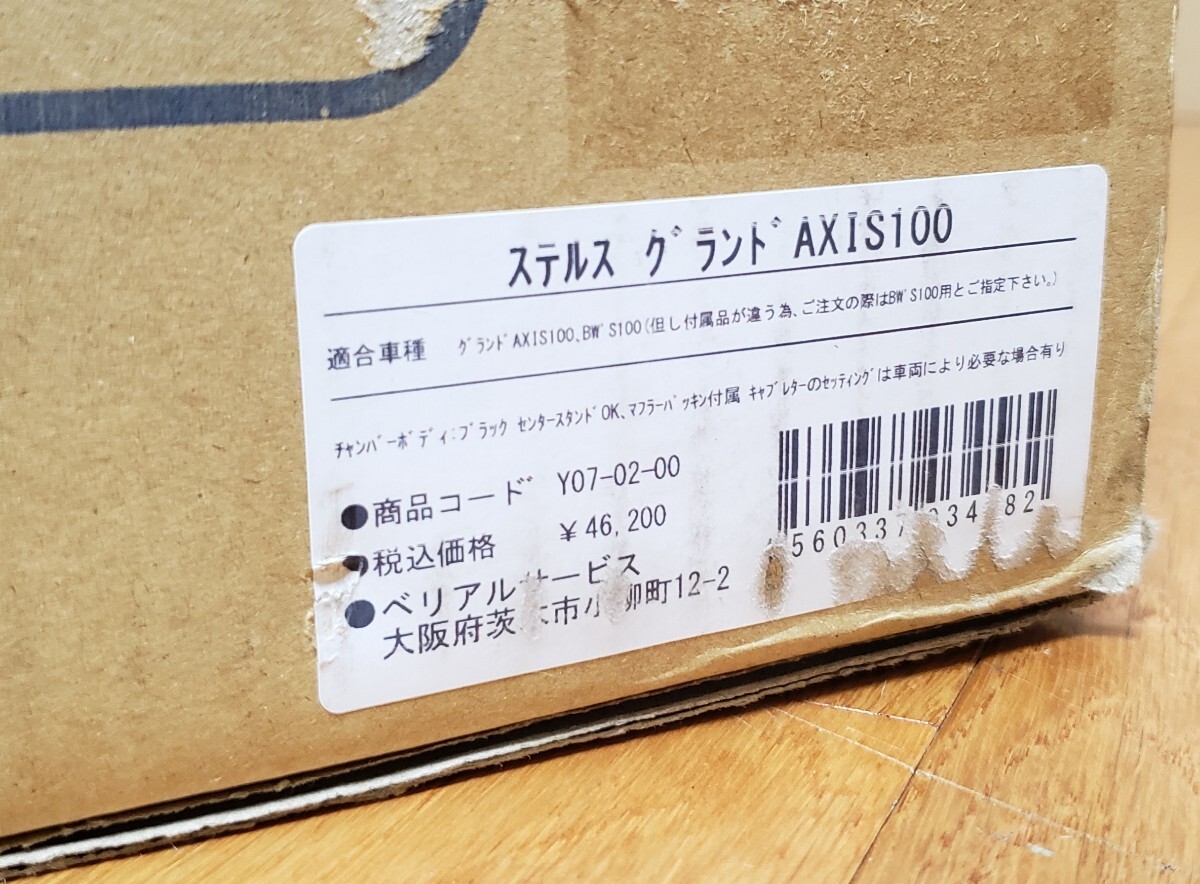 ステルス グランドAXIS100
適合車種 グランドAXIS100、BW'S100(但し付属品が違う為、ご注文の際はBW'S100用とご指定下さい。)
チャンバーボディ:ブラック センタースタンドOK、マフラーパッキン付属 キャブレターのセッティングは車両により必要な場合有り
●商品コード Y07-02-00
●税込価格 ¥46,200
●ベリアルサービス
大阪府茨木市小柳町12-2